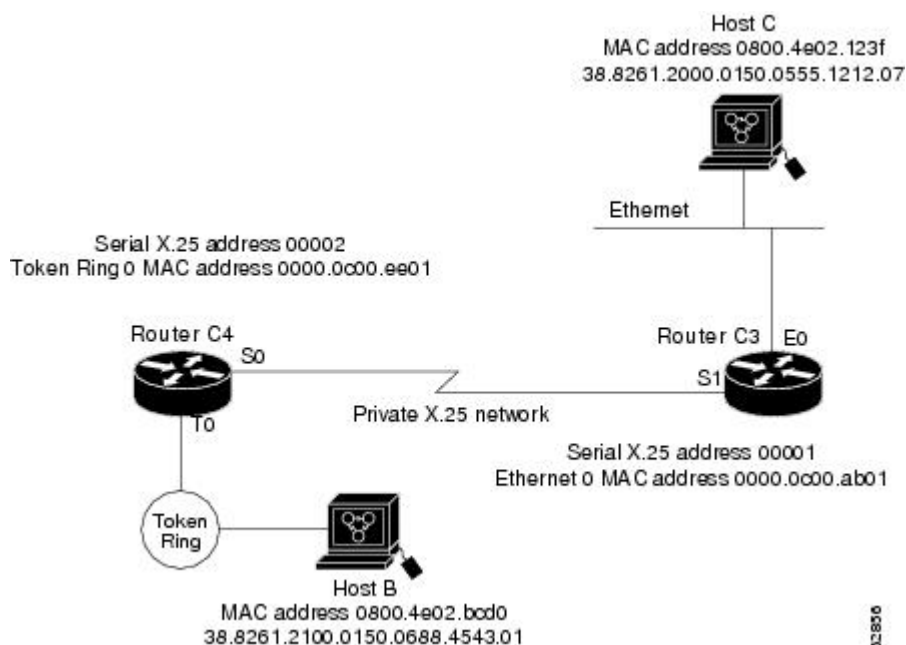 Host C
MAC address 0800.4e02.123f
38.8261.2000.0150.0555.1212.07
Ethernet
Serial X.25 address 00002
Token Ring 0 MAC address 0000.0c00.ee01
Router C4
S0
T0
Private X.25 network
Router C3
E0
S1
Serial X.25 address 00001
Ethernet 0 MAC address 0000.0c00.ab01
Token
Ring
Host B
MAC address 0800.4e02.bcd0
38.8261.2100.0150.0688.4543.01